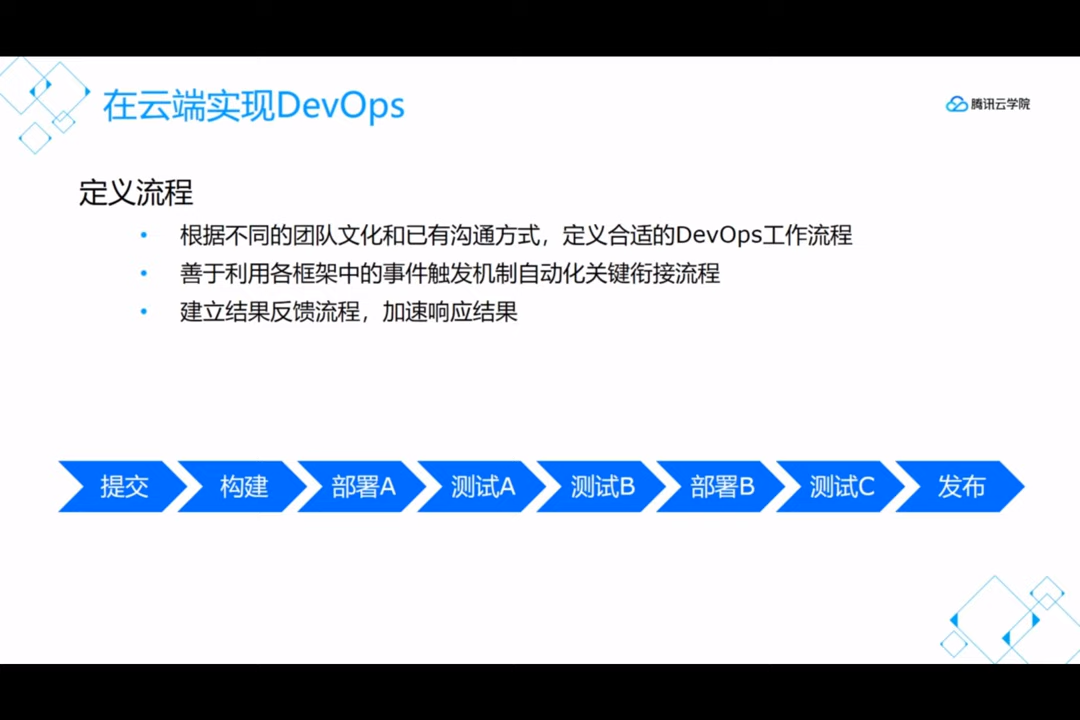 在云端实现DevOps
腾讯云学院
定义流程
• 根据不同的团队文化和已有沟通方式，定义合适的DevOps工作流程
• 善于利用各框架中的事件触发机制自动化关键衔接流程
• 建立结果反馈流程，加速响应结果
提交
构建
部署A
测试A
测试B
部署B
测试C
发布